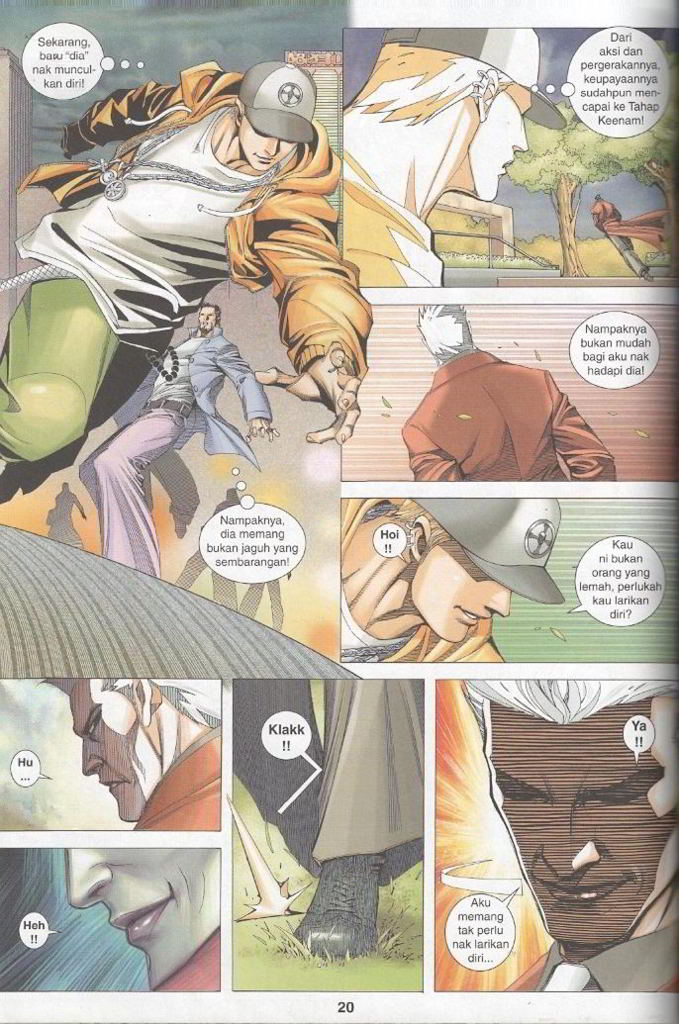 Sekarang,
baru "dia"
nak muncul-
kan diri!
Dari
aksi dan
pergerakannya,
keupayaannya
sudahpun men-
capai ke Tahap
Keenam!
Nampaknya
bukan mudah
bagi aku nak
hadapi dia!
Nampaknya,
dia memang
bukan jaguh yang
sembarangan!
Hoi
!!
Kau
ni bukan
orang yang
lemah, perlukah
kau larikan
diri?
Hu
...
Heh
!!
Klakk
!!
Ya
!!
Aku
memang
tak perlu
nak larikan
diri...
20